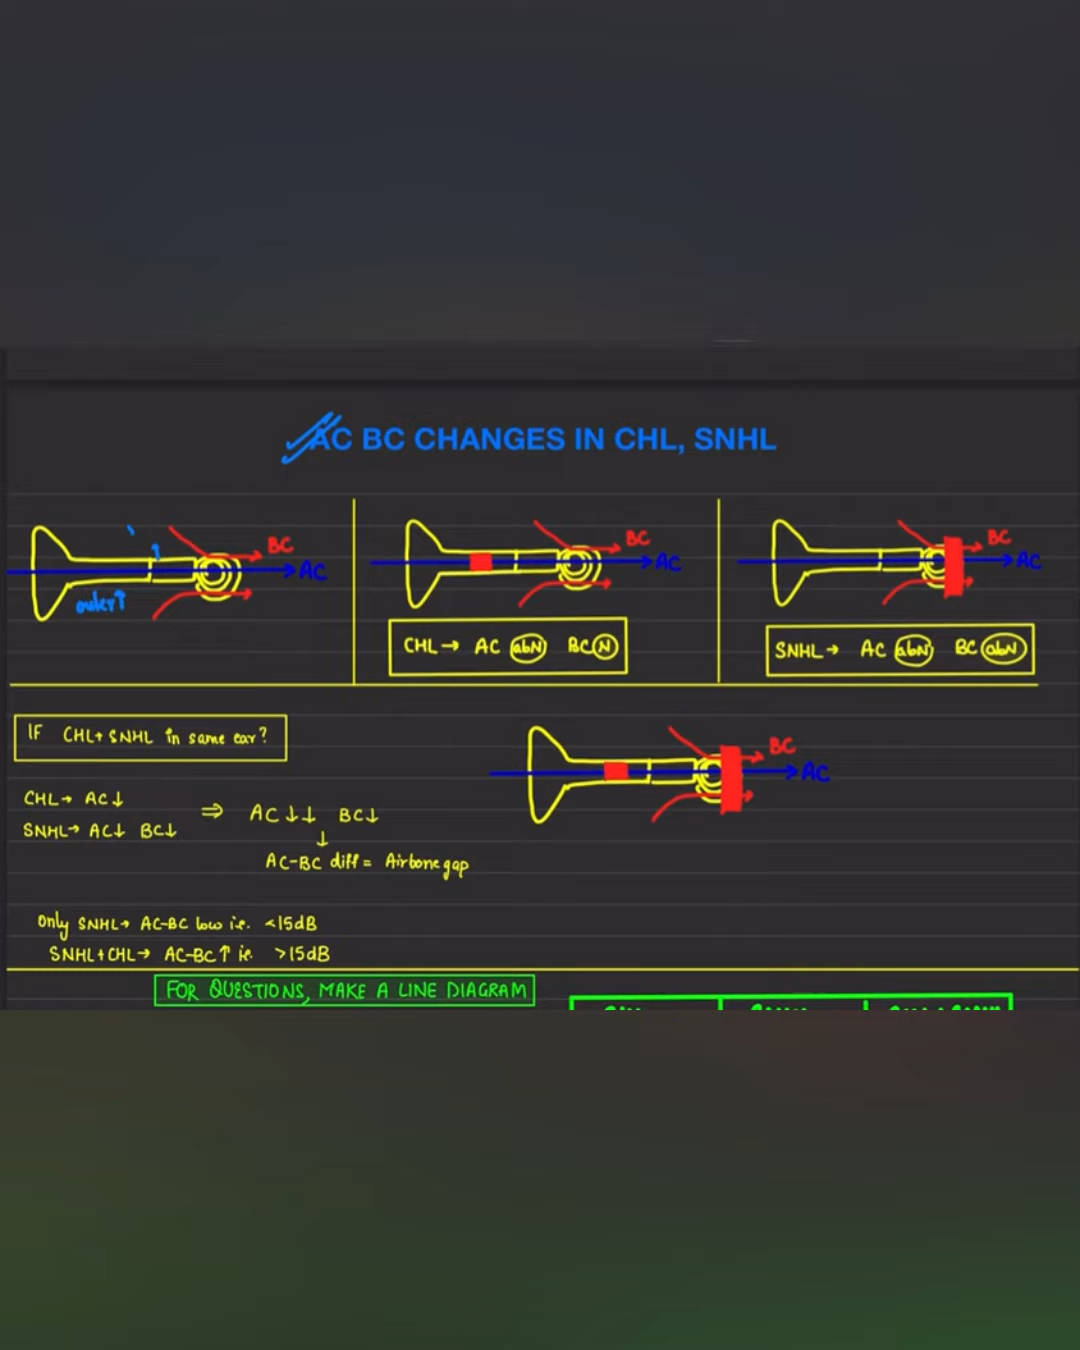 AC BC CHANGES IN CHL, SNHL
BC
AC
outer↑
BC
AC
CHL→ AC abN BC N
BC
AC
SNHL→ AC abN BC abN
IF CHL+SNHL in same ear?
BC
AC
CHL→ AC↓
SNHL→ AC↓ BC↓
⇒ AC↓↓ BC↓
↓
AC-BC diff = Airbone gap
Only SNHL→ AC-BC low ie. <15dB
SNHL+CHL→ AC-BC↑ ie. >15dB
FOR QUESTIONS, MAKE A LINE DIAGRAM